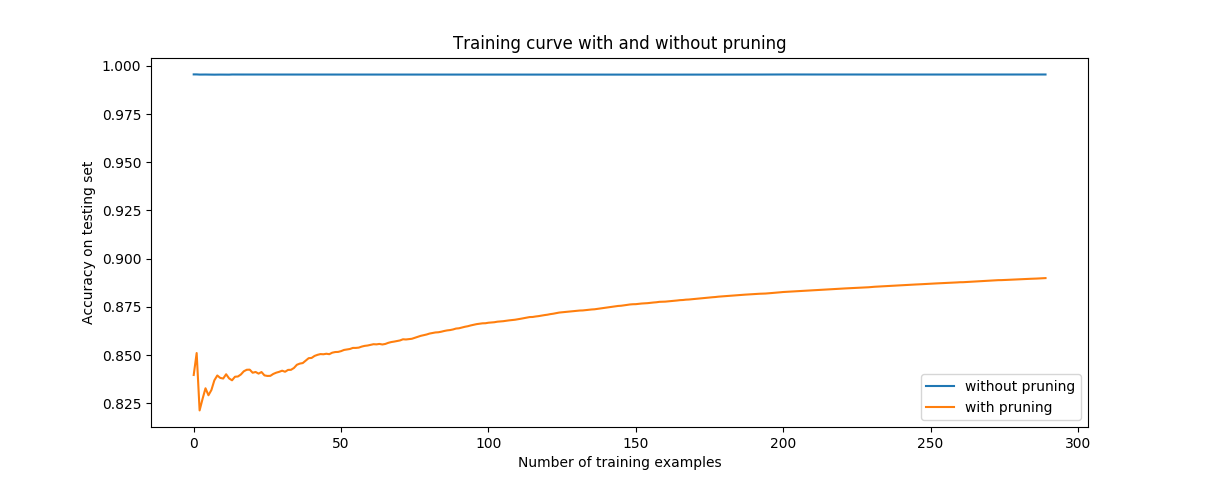 Training curve with and without pruning
Accuracy on testing set
1.000
0.975
0.950
0.925
0.900
0.875
0.850
0.825
0 50 100 150 200 250 300
Number of training examples
without pruning
with pruning